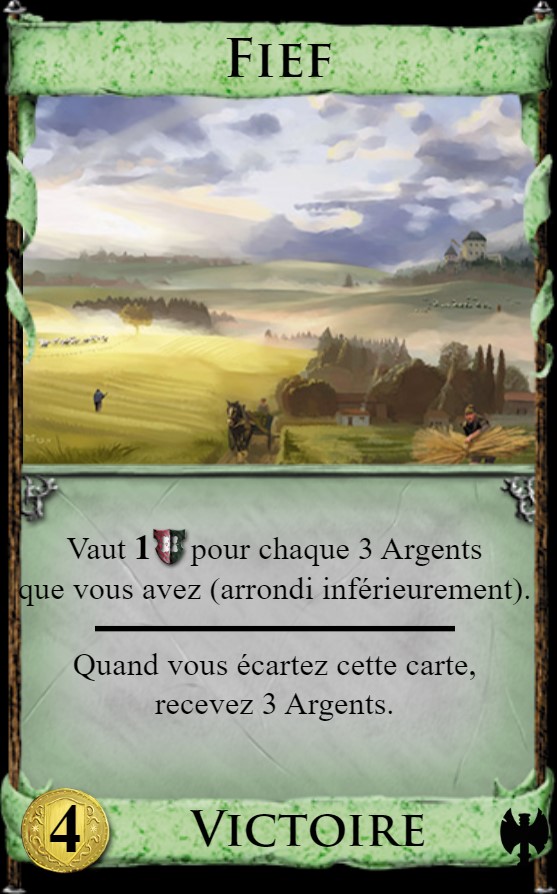 Fief
Vaut 1 pour chaque 3 Argents
que vous avez (arrondi inférieurement).
Quand vous écartez cette carte,
recevez 3 Argents.
4 Victoire